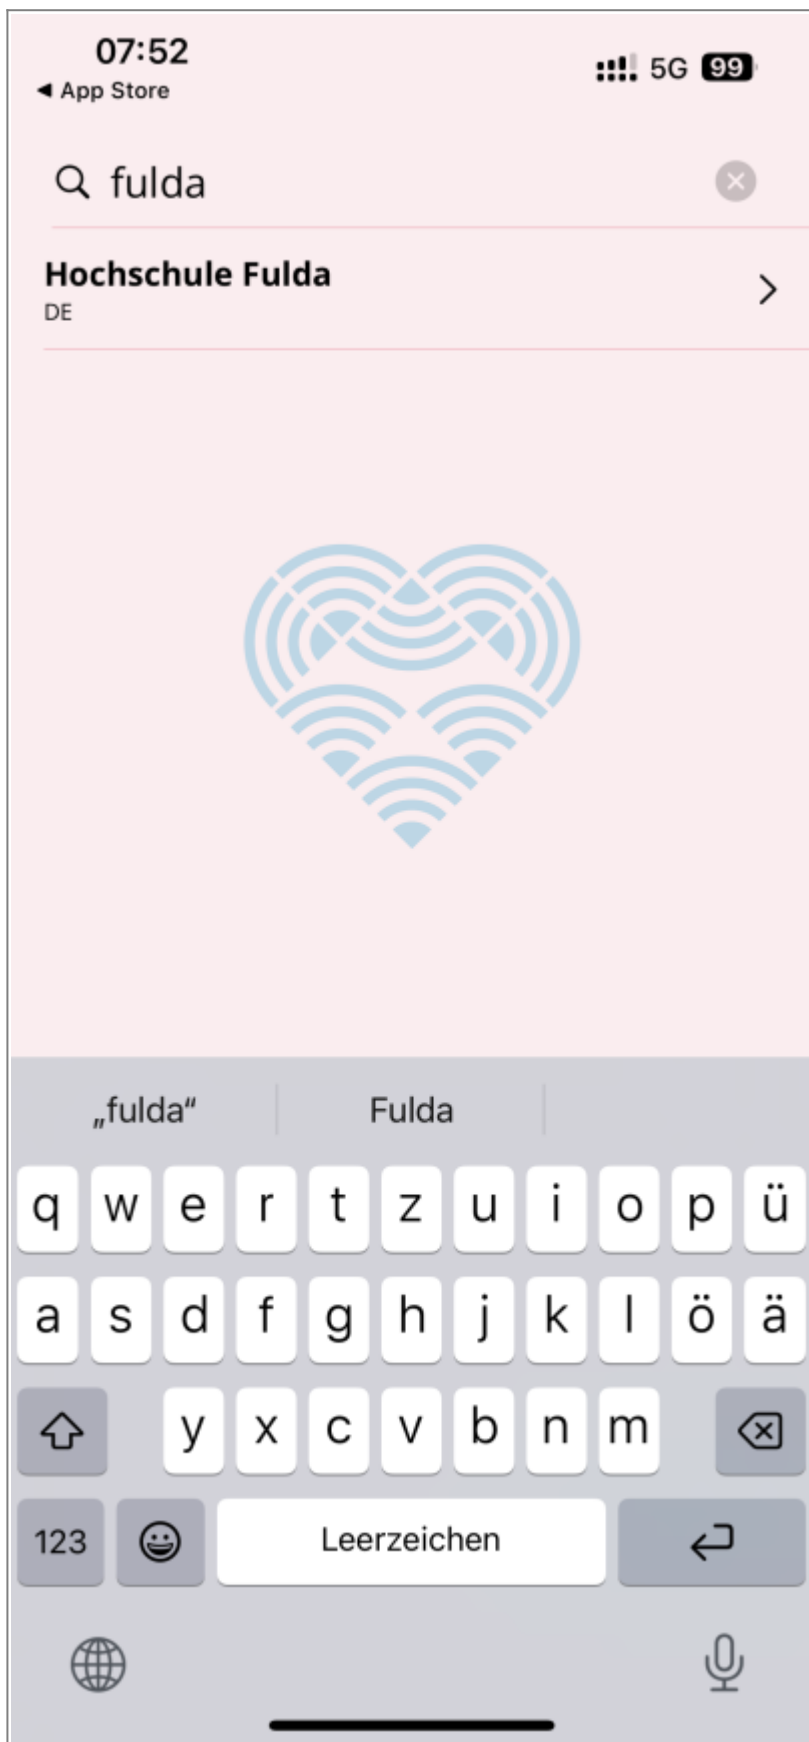 07:52
◀ App Store
5G 99
fulda
Hochschule Fulda
DE
„fulda“ Fulda
q w e r t z u i o p ü
a s d f g h j k l ö ä
y x c v b n m
123 Leerzeichen